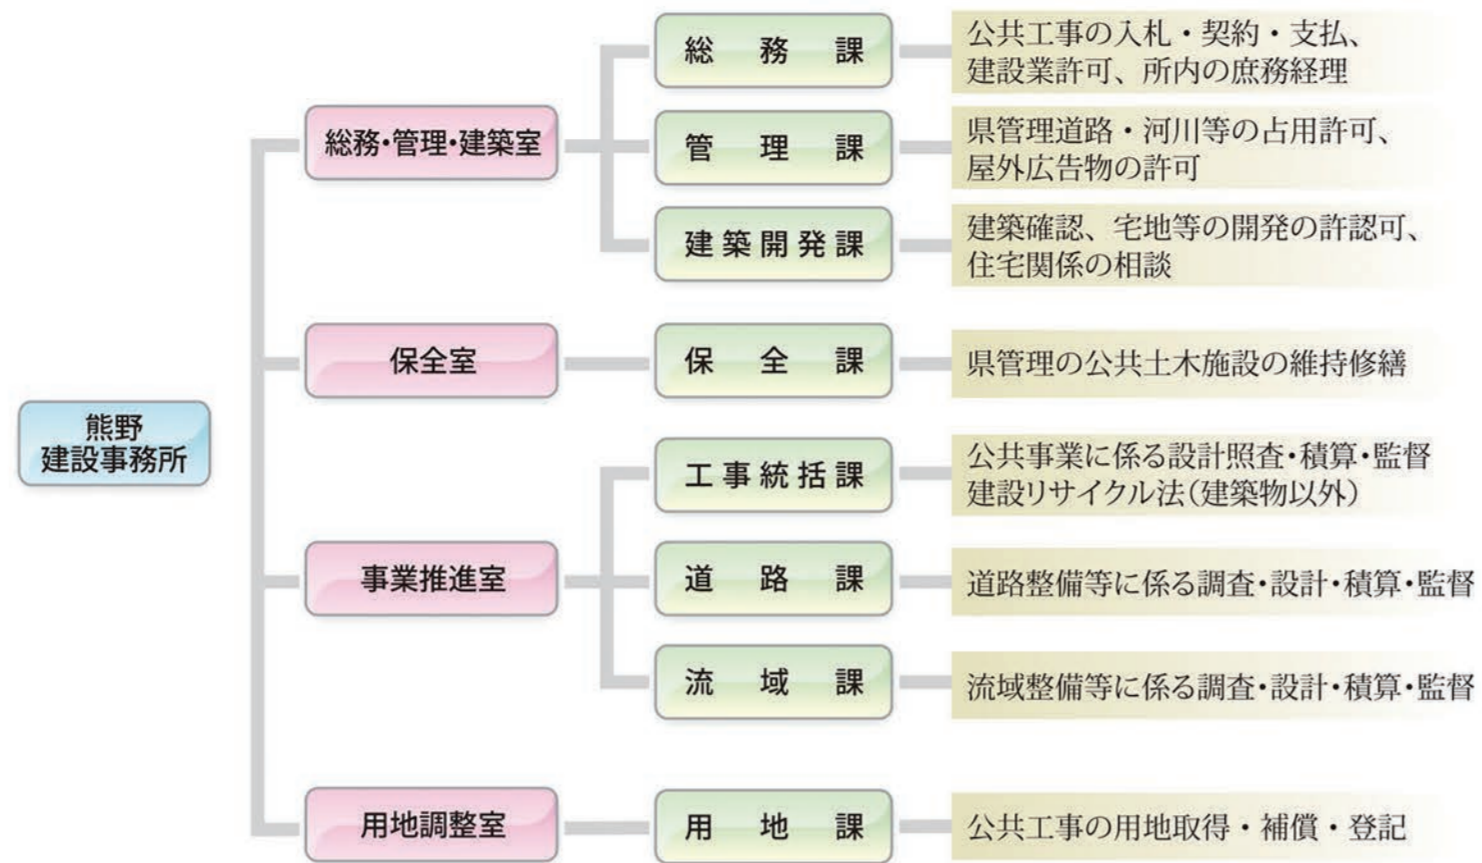 熊野
建設事務所
総務・管理・建築室
総務課
公共工事の入札・契約・支払、
建設業許可、所内の庶務経理
管理課
県管理道路・河川等の占用許可、
屋外広告物の許可
建築開発課
建築確認、宅地等の開発の許認可、
住宅関係の相談
保全室
保全課
県管理の公共土木施設の維持修繕
事業推進室
工事統括課
公共事業に係る設計照査・積算・監督
建設リサイクル法（建築物以外）
道路課
道路整備等に係る調査・設計・積算・監督
流域課
流域整備等に係る調査・設計・積算・監督
用地調整室
用地課
公共工事の用地取得・補償・登記